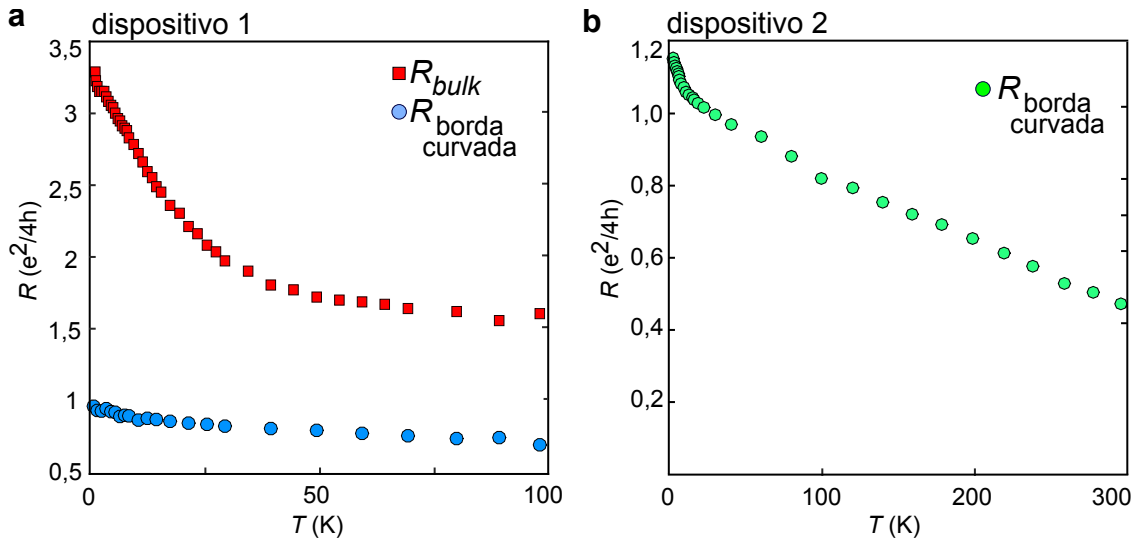 a
dispositivo 1
3,5
3
2,5
2
1,5
1
0,5
R (e²/4h)
R bulk
R borda
curvada
0
50
100
T (K)
b
dispositivo 2
1,2
1,0
0,8
0,6
0,4
0,2
R (e²/4h)
R borda
curvada
0
100
200
300
T (K)